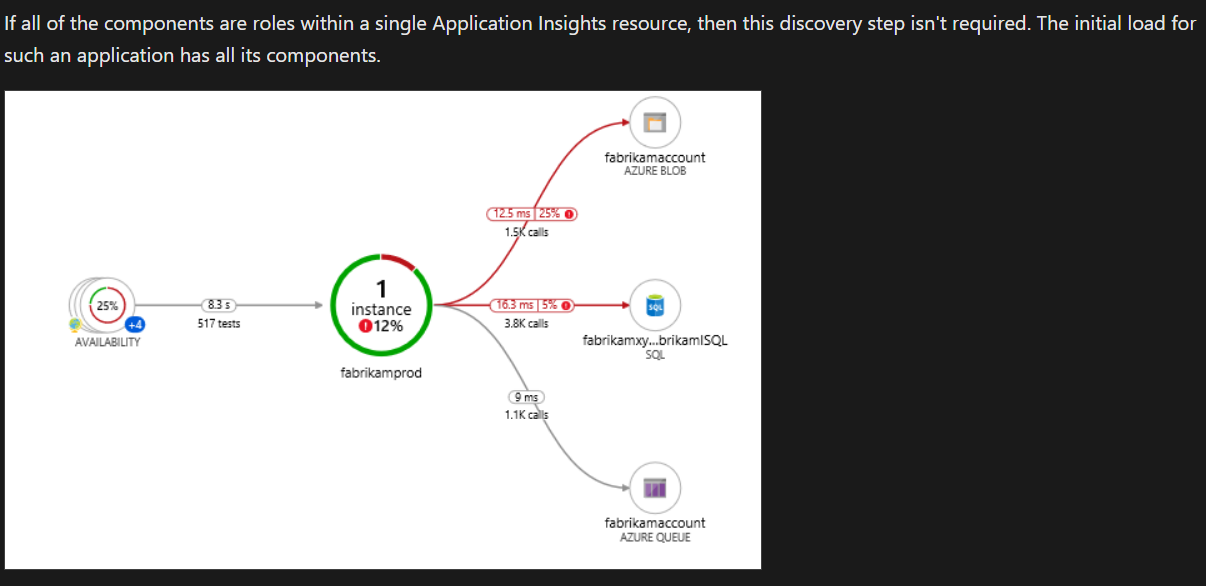 If all of the components are roles within a single Application Insights resource, then this discovery step isn't required. The initial load for
such an application has all its components.
fabrikamaccount
AZURE BLOB
12.5 ms | 25% !
1.5K calls
25%
+4
AVAILABILITY
8.3 s
517 tests
1
instance
! 12%
fabrikamprod
16.3 ms | 5% !
3.8K calls
SQL
fabrikamxy...brikamlSQL
SQL
9 ms
1.1K calls
fabrikamaccount
AZURE QUEUE